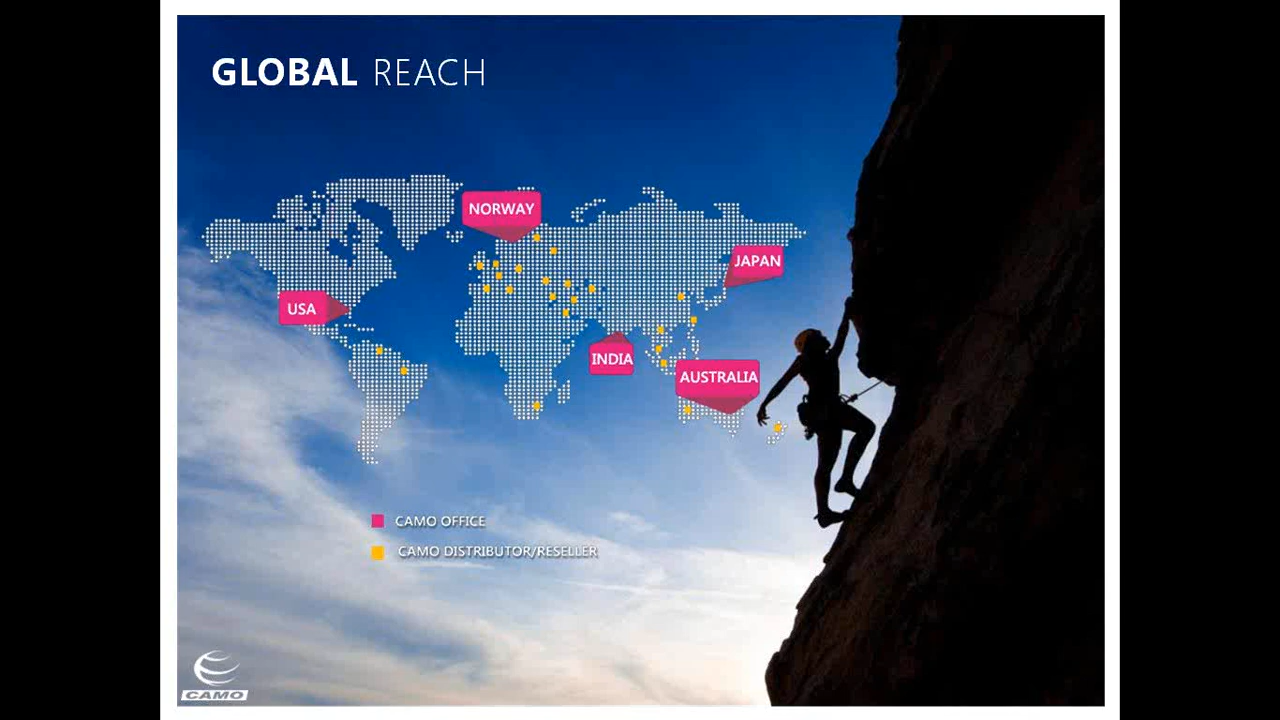 GLOBAL REACH
NORWAY
JAPAN
USA
INDIA
AUSTRALIA
CAMO OFFICE
CAMO DISTRIBUTOR/RESELLER
CAMO